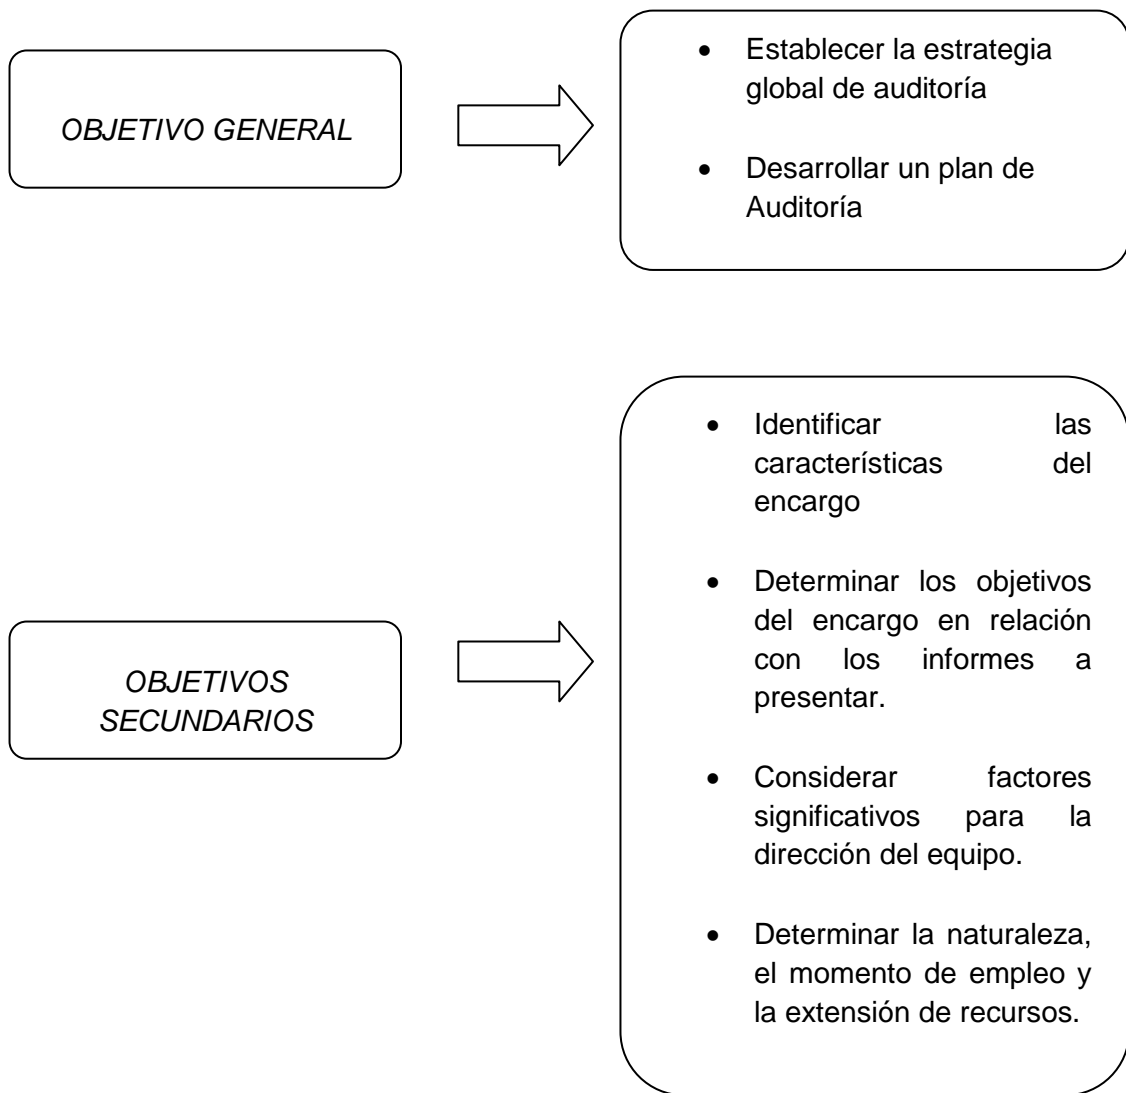 OBJETIVO GENERAL
• Establecer la estrategia
global de auditoría
• Desarrollar un plan de
Auditoría
OBJETIVOS
SECUNDARIOS
• Identificar las
características del
encargo
• Determinar los objetivos
del encargo en relación
con los informes a
presentar.
• Considerar factores
significativos para la
dirección del equipo.
• Determinar la naturaleza,
el momento de empleo y
la extensión de recursos.